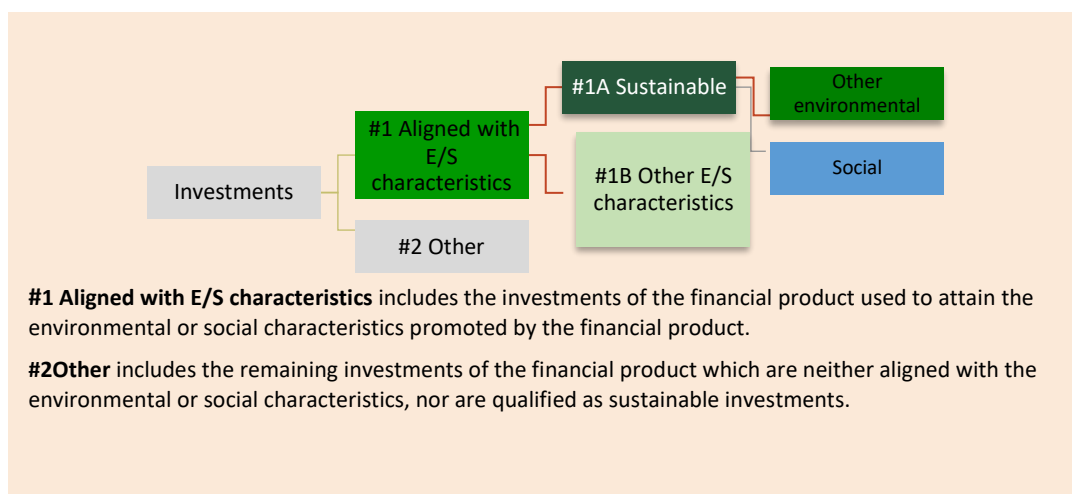 #1A Sustainable
Other
environmental
#1 Aligned with
E/S
characteristics
Social
#1B Other E/S
characteristics
Investments
#2 Other
#1 Aligned with E/S characteristics includes the investments of the financial product used to attain the
environmental or social characteristics promoted by the financial product.
#2Other includes the remaining investments of the financial product which are neither aligned with the
environmental or social characteristics, nor are qualified as sustainable investments.